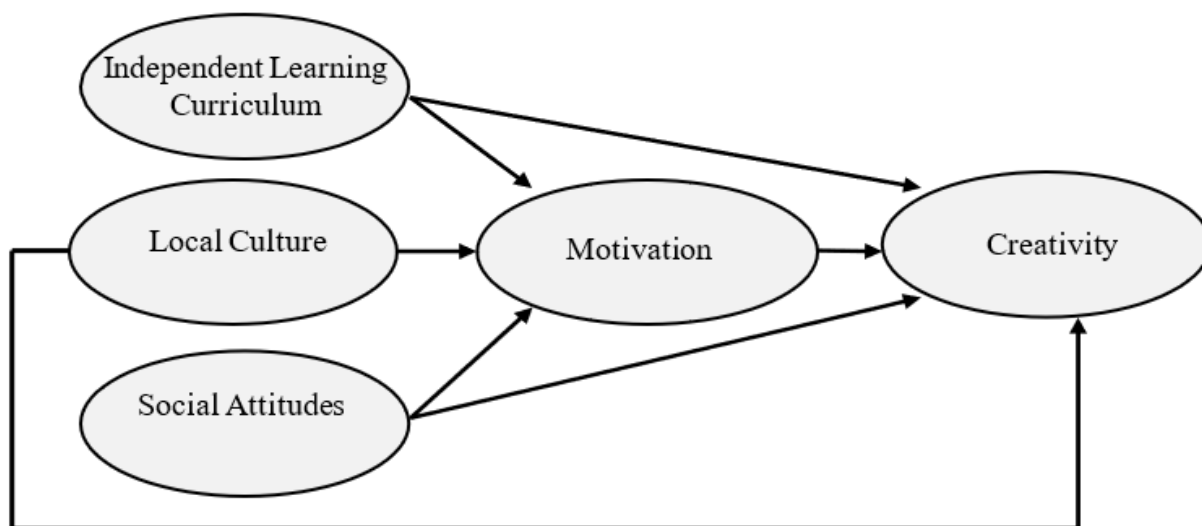 Independent Learning
Curriculum
Local Culture
Motivation
Creativity
Social Attitudes